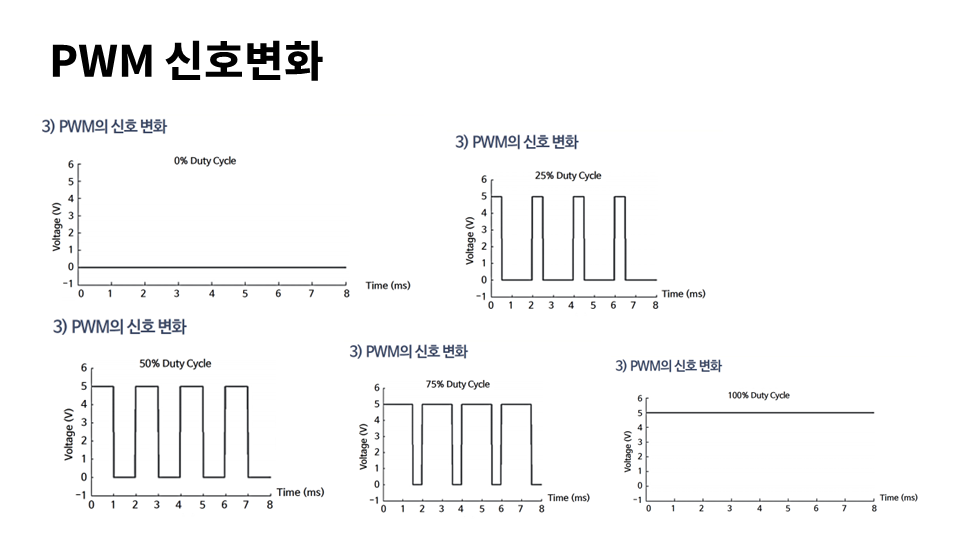 PWM 신호변화
3) PWM의 신호 변화
0% Duty Cycle
6
5
4
3
2
1
0
−1
Voltage (V)
0 1 2 3 4 5 6 7 8
Time (ms)
3) PWM의 신호 변화
25% Duty Cycle
6
5
4
3
2
1
0
−1
Voltage (V)
0 1 2 3 4 5 6 7 8
Time (ms)
3) PWM의 신호 변화
50% Duty Cycle
6
5
4
3
2
1
0
−1
Voltage (V)
0 1 2 3 4 5 6 7 8
Time (ms)
3) PWM의 신호 변화
75% Duty Cycle
6
5
4
3
2
1
0
−1
Voltage (V)
0 1 2 3 4 5 6 7 8
Time (ms)
3) PWM의 신호 변화
100% Duty Cycle
6
5
4
3
2
1
0
−1
Voltage (V)
0 1 2 3 4 5 6 7 8
Time (ms)